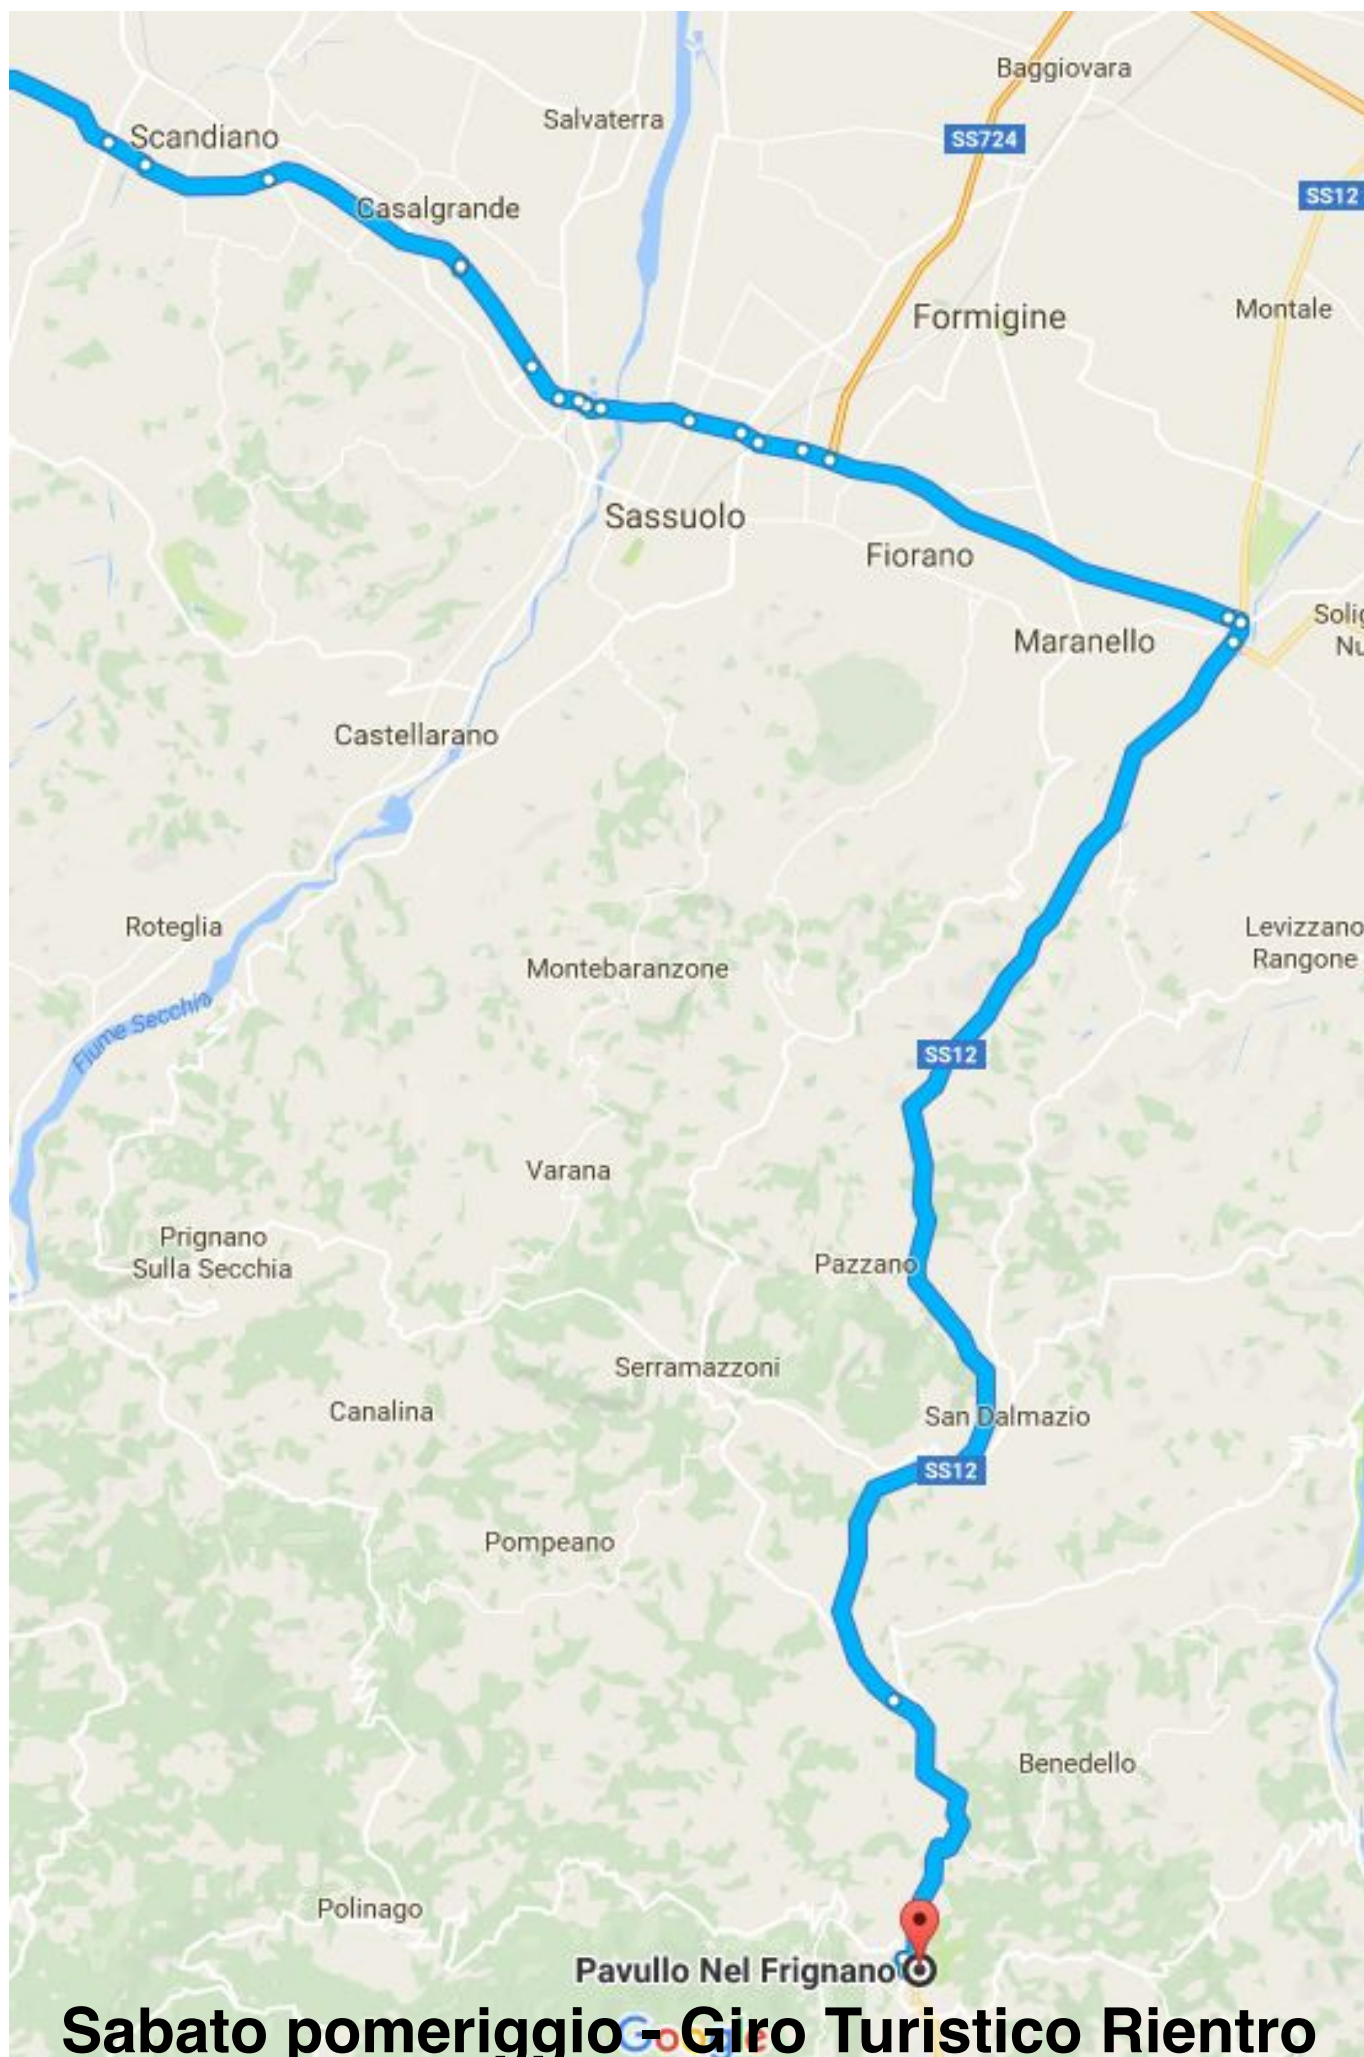 Baggiovara
Salvaterra
SS724
Scandiano
SS12
Casalgrande
Montale
Formigine
Sassuolo
Fiorano
Maranello
Castellarano
Roteglia
Levizzano
Rangone
Montebaranzone
Fiume Secchia
SS12
Varana
Prignano
Sulla Secchia
Pazzano
Serramazzoni
Canalina
San Dalmazio
SS12
Pompeano
Benedello
Polinago
Pavullo Nel Frignano
Google
Sabato pomeriggio - Giro Turistico Rientro